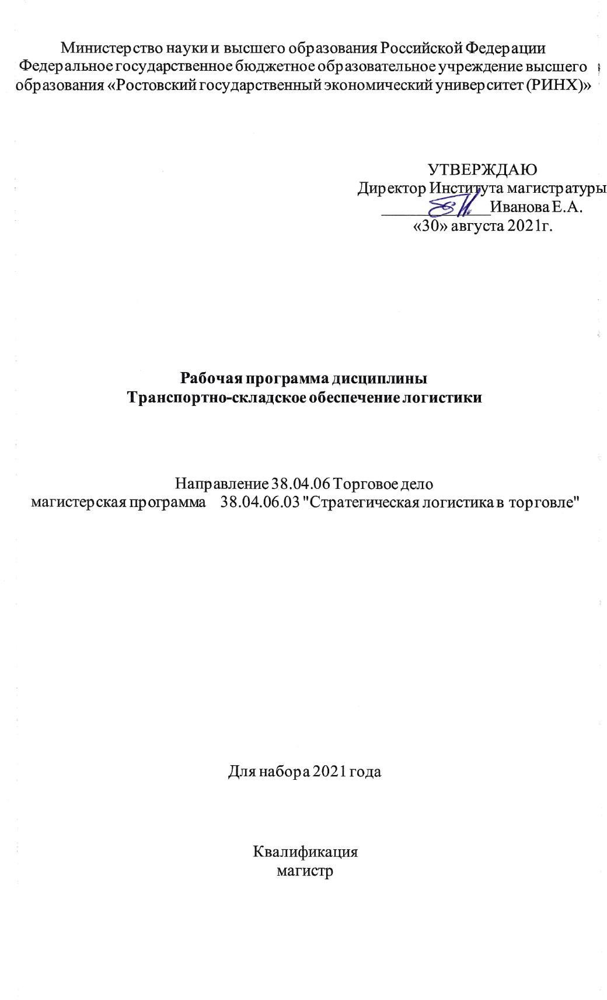 Министерство науки и высшего образования Российской Федерации
Федеральное государственное бюджетное образовательное учреждение высшего
образования «Ростовский государственный экономический университет (РИНХ)»
УТВЕРЖДАЮ
Директор Института магистратуры
Иванова Е.А.
«30» августа 2021г.
Рабочая программа дисциплины
Транспортно-складское обеспечение логистики
Направление 38.04.06 Торговое дело
магистерская программа 38.04.06.03 "Стратегическая логистика в торговле"
Для набора 2021 года
Квалификация
магистр